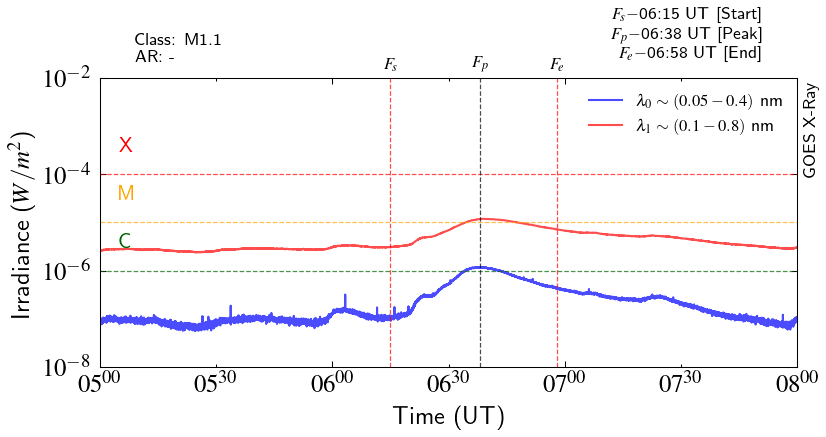 Class: M1.1
AR: -
Fₛ−06:15 UT [Start]
Fₚ−06:38 UT [Peak]
Fₑ−06:58 UT [End]
Fₛ
Fₚ
Fₑ
10⁻²
10⁻⁴
10⁻⁶
10⁻⁸
Irradiance (W/m²)
X
M
C
λ₀ ∼ (0.05 − 0.4) nm
λ₁ ∼ (0.1 − 0.8) nm
GOES X-Ray
05⁰⁰ 05³⁰ 06⁰⁰ 06³⁰ 07⁰⁰ 07³⁰ 08⁰⁰
Time (UT)